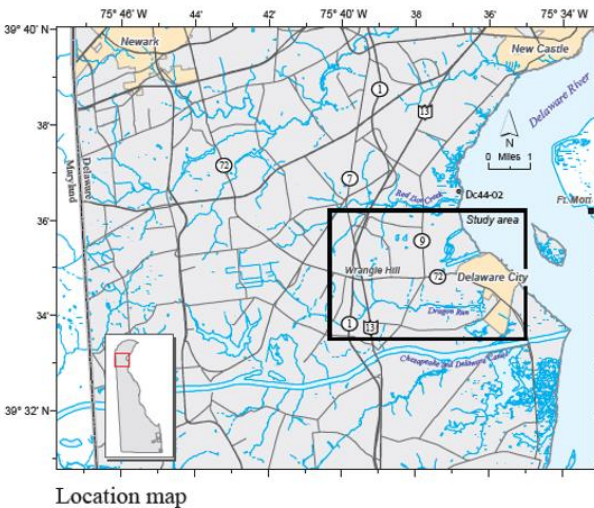 75° 46' 44' 42' 75° 40' 38' 36' 75° 34'
39° 40' N
Newark
New Castle
1
13
Delaware River
38'
N
0 Miles 1
72
Maryland
Delaware
7
Red Lion Creek
Dc44-02
Ft. Mott
36'
Study area
9
Wrangle Hill
72
Delaware City
Dragon Run
34'
1
13
Chesapeake and Delaware Canal
39° 32'
Location map